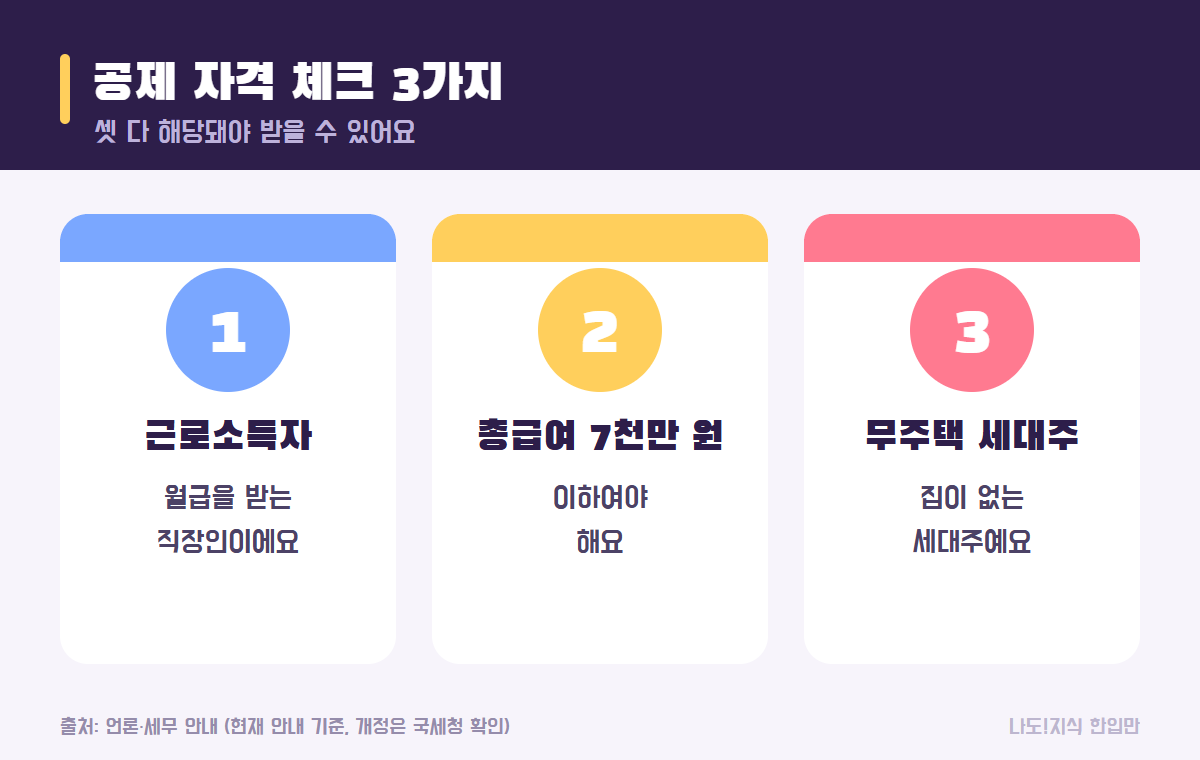 공제 자격 체크 3가지
셋 다 해당돼야 받을 수 있어요
1
근로소득자
월급을 받는
직장인이에요
2
총급여 7천만 원
이하여야
해요
3
무주택 세대주
집이 없는
세대주예요
출처: 언론·세무 안내 (현재 안내 기준, 개정은 국세청 확인)
나도!지식 한입만